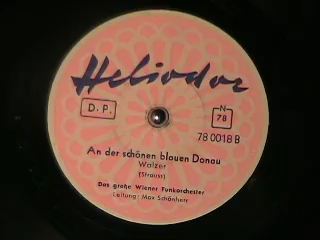 Heliodor
D.P.
N
78
78 0018 B
An der schönen blauen Donau
Walzer
(Strauss)
Das große Wiener Funkorchester
Leitung: Max Schönherr